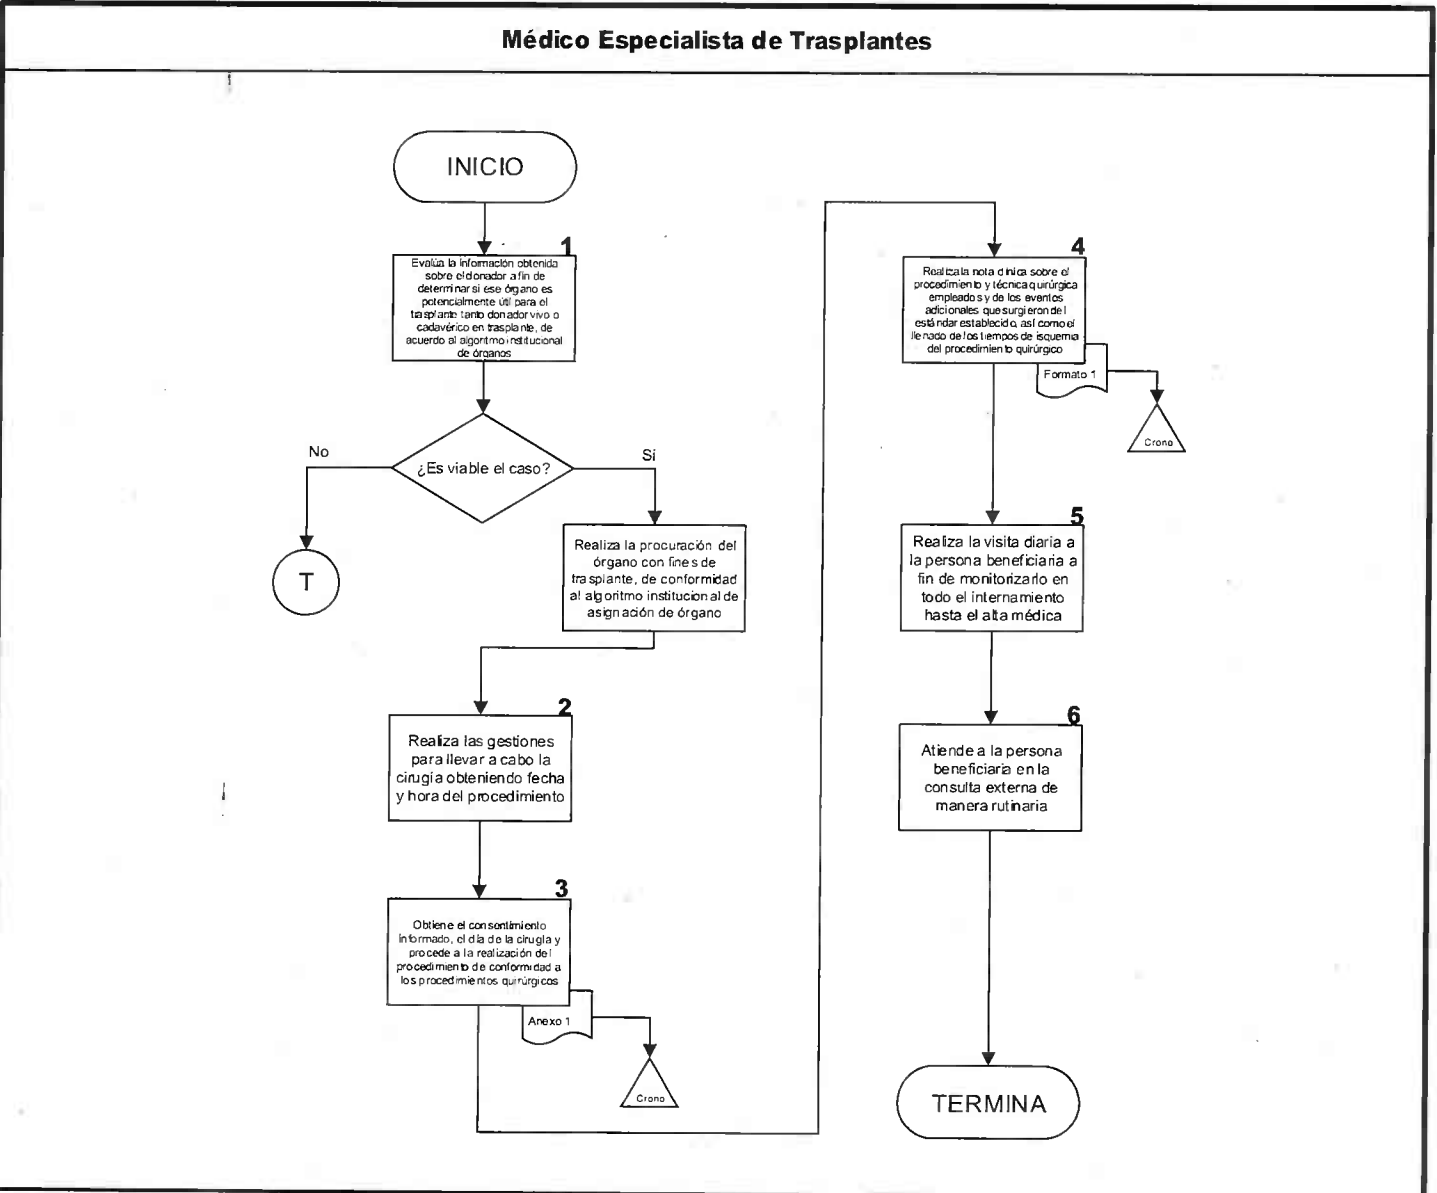 Médico Especialista de Trasplantes
INICIO
1
Evalúa la información obtenida
sobre el donador a fin de
determinar si ese órgano es
potencialmente útil para el
trasplante tanto donador vivo o
cadavérico en trasplante, de
acuerdo al algoritmo institucional
de órganos
¿Es viable el caso?
No
Sí
T
Realiza la procuración del
órgano con fines de
trasplante, de conformidad
al algoritmo institucional de
asignación de órgano
2
Realiza las gestiones
para llevar a cabo la
cirugía obteniendo fecha
y hora del procedimiento
3
Obtiene el consentimiento
informado, el día de la cirugía y
procede a la realización del
procedimiento de conformidad a
los procedimientos quirúrgicos
Anexo 1
Crono
4
Realiza la nota clínica sobre el
procedimiento y técnica quirúrgica
empleados y de los eventos
adicionales que surgieron del
estándar establecido, así como el
llenado de los tiempos de isquemia
del procedimiento quirúrgico
Formato 1
Crono
5
Realiza la visita diaria a
la persona beneficiaria a
fin de monitorizarlo en
todo el internamiento
hasta el alta médica
6
Atiende a la persona
beneficiaria en la
consulta externa de
manera rutinaria
TERMINA